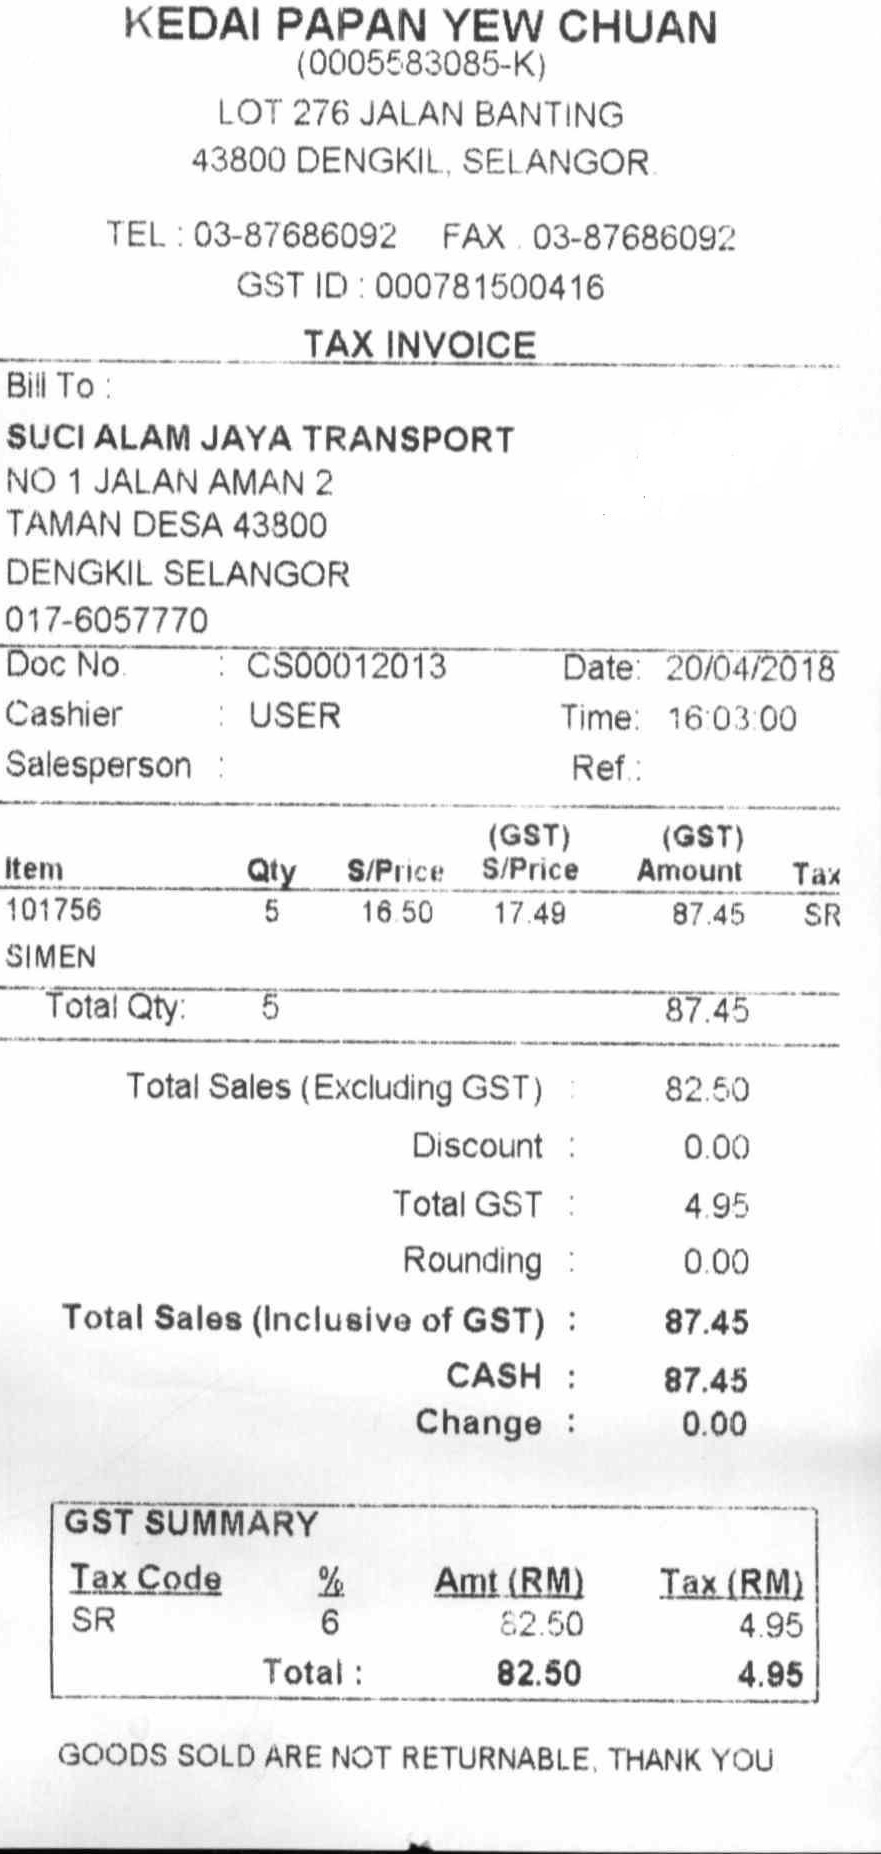 KEDAI PAPAN YEW CHUAN
(0005583085-K)
LOT 276 JALAN BANTING
43800 DENGKIL, SELANGOR.
TEL : 03-87686092 FAX : 03-87686092
GST ID : 000781500416
TAX INVOICE
Bill To :
SUCI ALAM JAYA TRANSPORT
NO 1 JALAN AMAN 2
TAMAN DESA 43800
DENGKIL SELANGOR
017-6057770
Doc No. : CS00012013 Date: 20/04/2018
Cashier : USER Time: 16:03:00
Salesperson : Ref.:
(GST) (GST)
Item Qty S/Price S/Price Amount Tax
101756 5 16.50 17.49 87.45 SR
SIMEN
Total Qty: 5 87.45
Total Sales (Excluding GST) : 82.50
Discount : 0.00
Total GST : 4.95
Rounding : 0.00
Total Sales (Inclusive of GST) : 87.45
CASH : 87.45
Change : 0.00
GST SUMMARY
Tax Code % Amt (RM) Tax (RM)
SR 6 82.50 4.95
Total : 82.50 4.95
GOODS SOLD ARE NOT RETURNABLE, THANK YOU